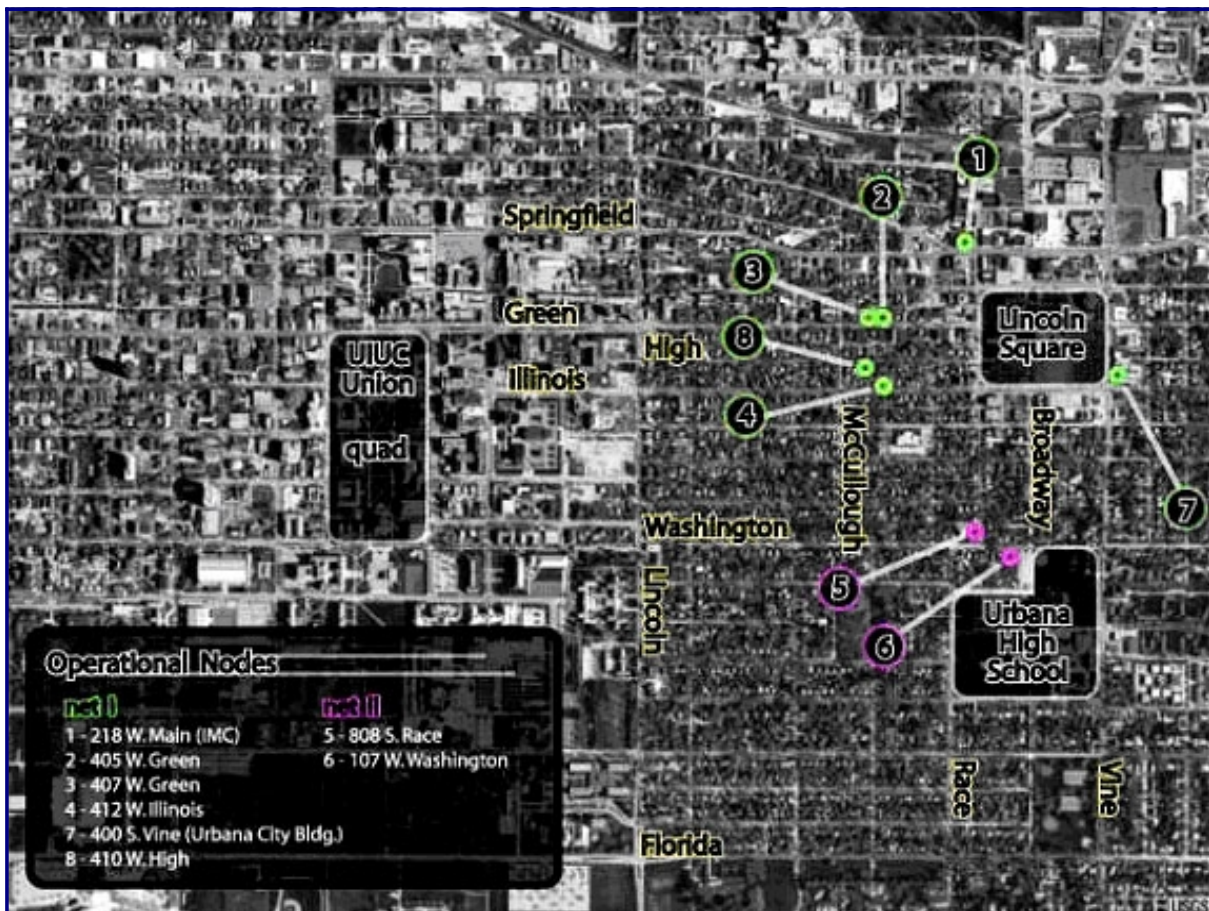 1
2
Springfield
3
Green
Lincoln
Square
8
High
UIUC
Union
Illinois
4
McCullough
Broadway
quad
7
Washington
5
Lincoln
6
Urbana
High
School
Operational Nodes
net I
1 - 218 W. Main (IMC)
2 - 405 W. Green
3 - 407 W. Green
4 - 412 W. Illinois
7 - 400 S. Vine (Urbana City Bldg.)
8 - 410 W. High
net II
5 - 808 S. Race
6 - 107 W. Washington
Race
Vine
Florida
USGS